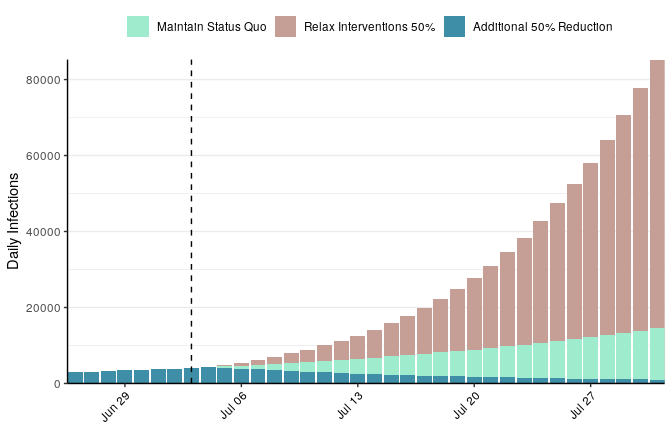 Maintain Status Quo Relax Interventions 50% Additional 50% Reduction
Daily Infections
80000
60000
40000
20000
0
Jun 29 Jul 06 Jul 13 Jul 20 Jul 27